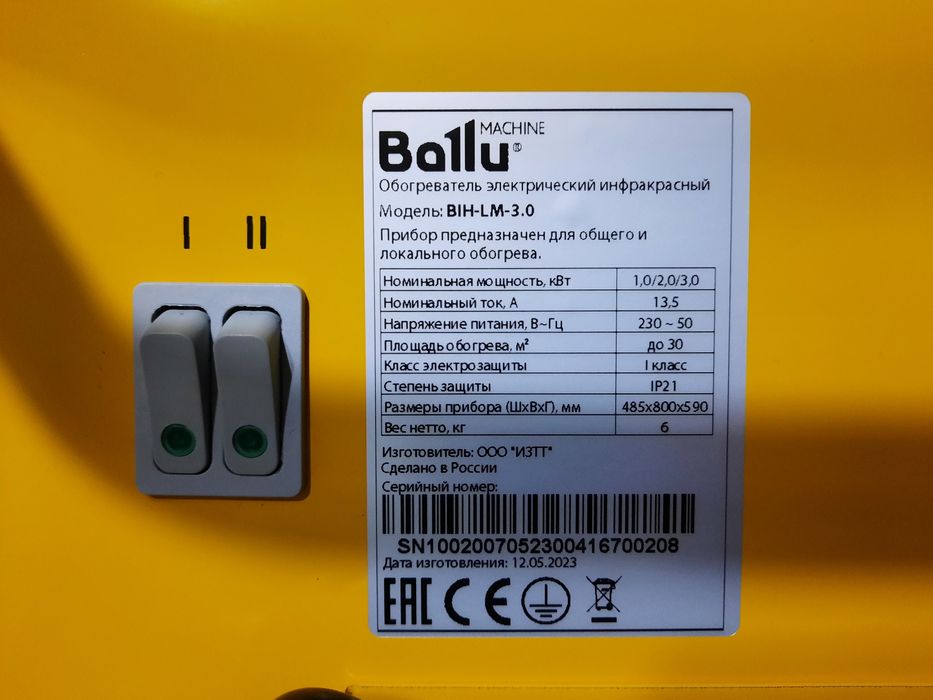 I II
MACHINE
Ballu®
Обогреватель электрический инфракрасный
Модель: BIH-LM-3.0
Прибор предназначен для общего и
локального обогрева.
Номинальная мощность, кВт 1,0/2,0/3,0
Номинальный ток, А 13,5
Напряжение питания, В~Гц 230 ~ 50
Площадь обогрева, м² до 30
Класс электрозащиты I класс
Степень защиты IP21
Размеры прибора (ШхВхГ), мм 485x800x590
Вес нетто, кг 6
Изготовитель: ООО "ИЗТТ"
Сделано в России
Серийный номер:
SN1002007052300416700208
Дата изготовления: 12.05.2023
EAC CE